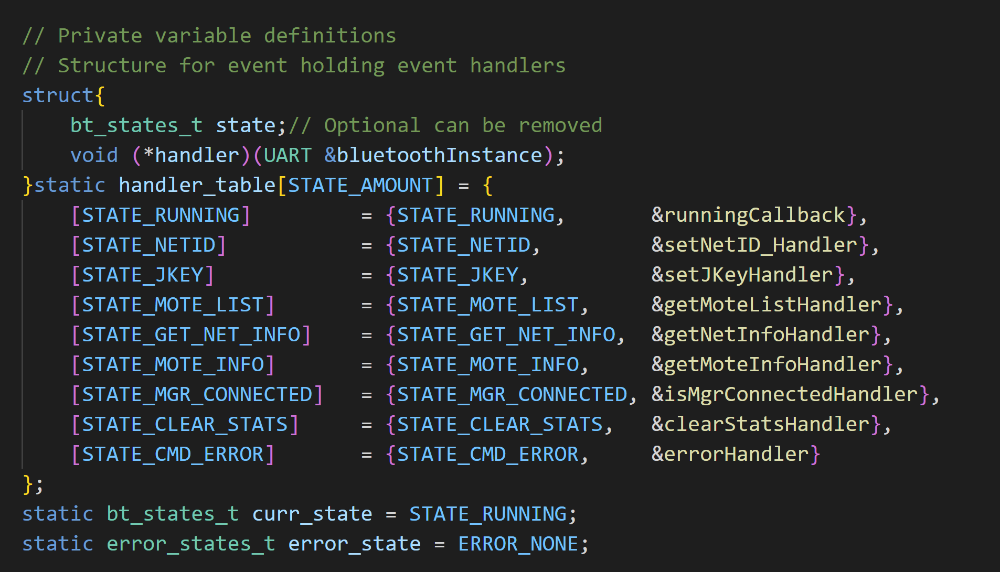 // Private variable definitions
// Structure for event holding event handlers
struct{
    bt_states_t state;// Optional can be removed
    void (*handler)(UART &bluetoothInstance);
}static handler_table[STATE_AMOUNT] = {
    [STATE_RUNNING]         = {STATE_RUNNING,       &runningCallback},
    [STATE_NETID]           = {STATE_NETID,         &setNetID_Handler},
    [STATE_JKEY]            = {STATE_JKEY,          &setJKeyHandler},
    [STATE_MOTE_LIST]       = {STATE_MOTE_LIST,     &getMoteListHandler},
    [STATE_GET_NET_INFO]    = {STATE_GET_NET_INFO,  &getNetInfoHandler},
    [STATE_MOTE_INFO]       = {STATE_MOTE_INFO,     &getMoteInfoHandler},
    [STATE_MGR_CONNECTED]   = {STATE_MGR_CONNECTED, &isMgrConnectedHandler},
    [STATE_CLEAR_STATS]     = {STATE_CLEAR_STATS,   &clearStatsHandler},
    [STATE_CMD_ERROR]       = {STATE_CMD_ERROR,     &errorHandler}
};
static bt_states_t curr_state = STATE_RUNNING;
static error_states_t error_state = ERROR_NONE;